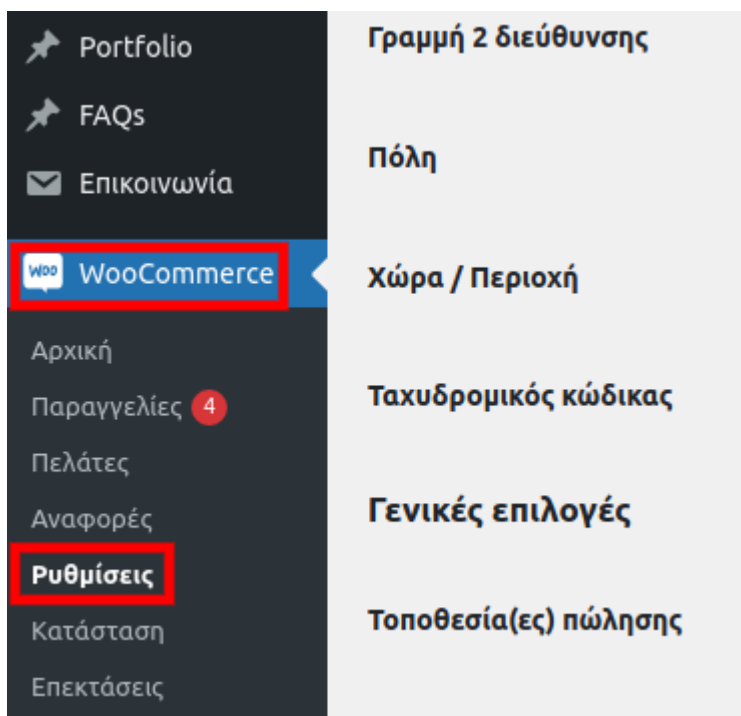 Portfolio
FAQs
Επικοινωνία
Woo WooCommerce
Αρχική
Παραγγελίες 4
Πελάτες
Αναφορές
Ρυθμίσεις
Κατάσταση
Επεκτάσεις
Γραμμή 2 διεύθυνσης
Πόλη
Χώρα / Περιοχή
Ταχυδρομικός κώδικας
Γενικές επιλογές
Τοποθεσία(ες) πώλησης